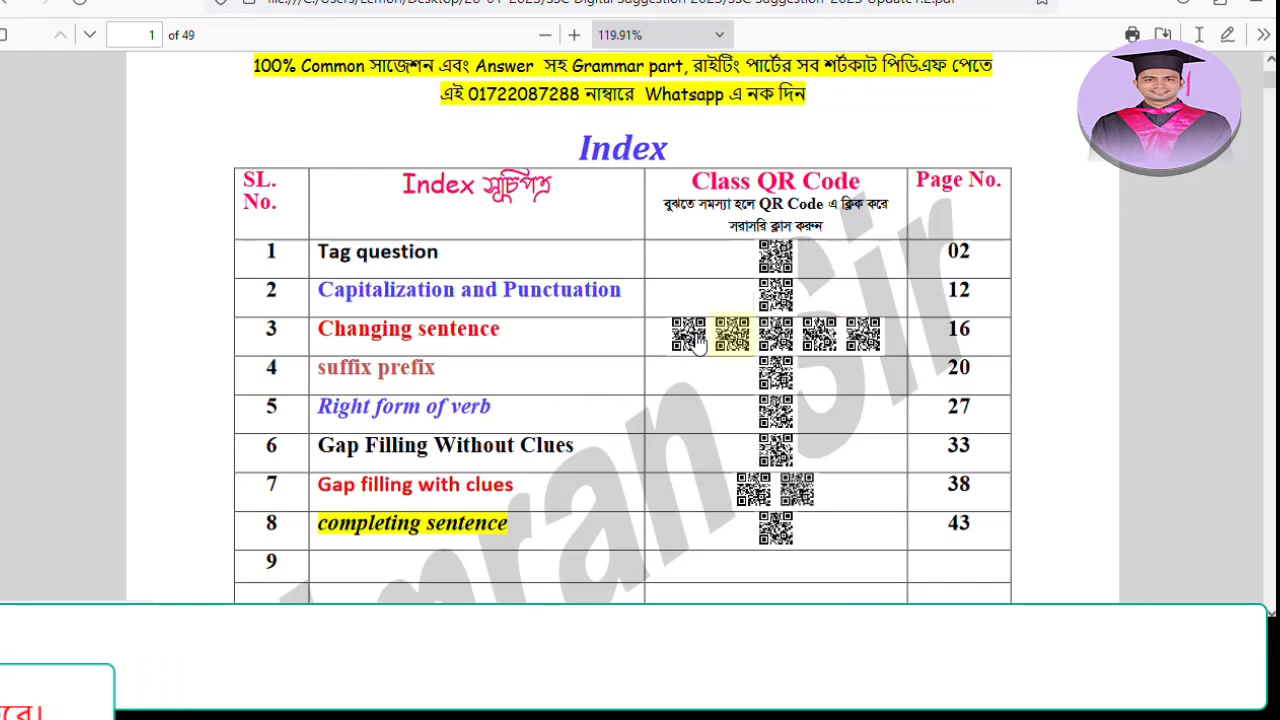 1 of 49 119.91%
100% Common সাজেশন এবং Answer সহ Grammar part, রাইটিং পার্টের সব শর্টকাট পিডিএফ পেতে
এই 01722087288 নাম্বারে Whatsapp এ নক দিন
Index
SL. No. Index সূচিপত্র Class QR Code Page No.
বুঝতে সমস্যা হলে QR Code এ ক্লিক করে
সরাসরি ক্লাস করুন
1 Tag question 02
2 Capitalization and Punctuation 12
3 Changing sentence 16
4 suffix prefix 20
5 Right form of verb 27
6 Gap Filling Without Clues 33
7 Gap filling with clues 38
8 completing sentence 43
9
Imran Sir